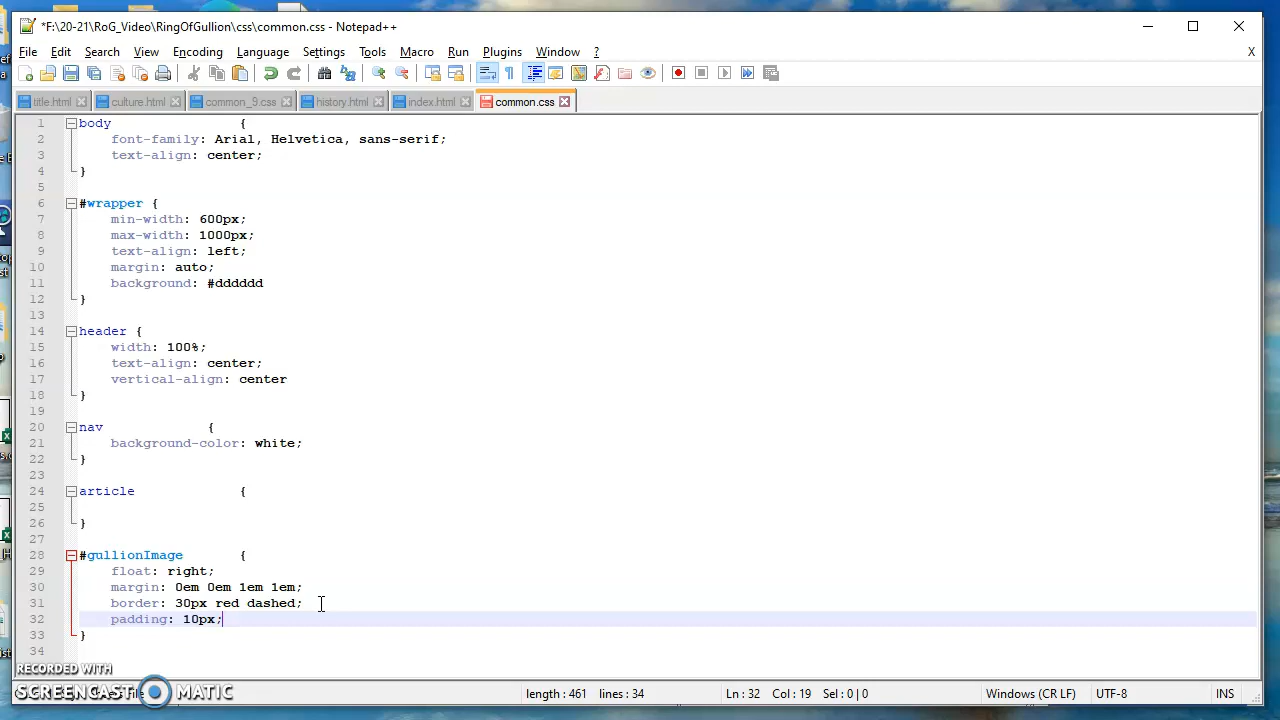 *F:\20-21\RoG_Video\RingOfGullion\css\common.css - Notepad++
File Edit Search View Encoding Language Settings Tools Macro Run Plugins Window ? X
title.html culture.html common_9.css history.html index.html common.css
1 body {
2 font-family: Arial, Helvetica, sans-serif;
3 text-align: center;
4 }
5
6 #wrapper {
7 min-width: 600px;
8 max-width: 1000px;
9 text-align: left;
10 margin: auto;
11 background: #dddddd
12 }
13
14 header {
15 width: 100%;
16 text-align: center;
17 vertical-align: center
18 }
19
20 nav {
21 background-color: white;
22 }
23
24 article {
25
26 }
27
28 #gullionImage {
29 float: right;
30 margin: 0em 0em 1em 1em;
31 border: 30px red dashed;
32 padding: 10px;
33 }
34
RECORDED WITH
SCREENCAST MATIC
length : 461 lines : 34 Ln : 32 Col : 19 Sel : 0 | 0 Windows (CR LF) UTF-8 INS